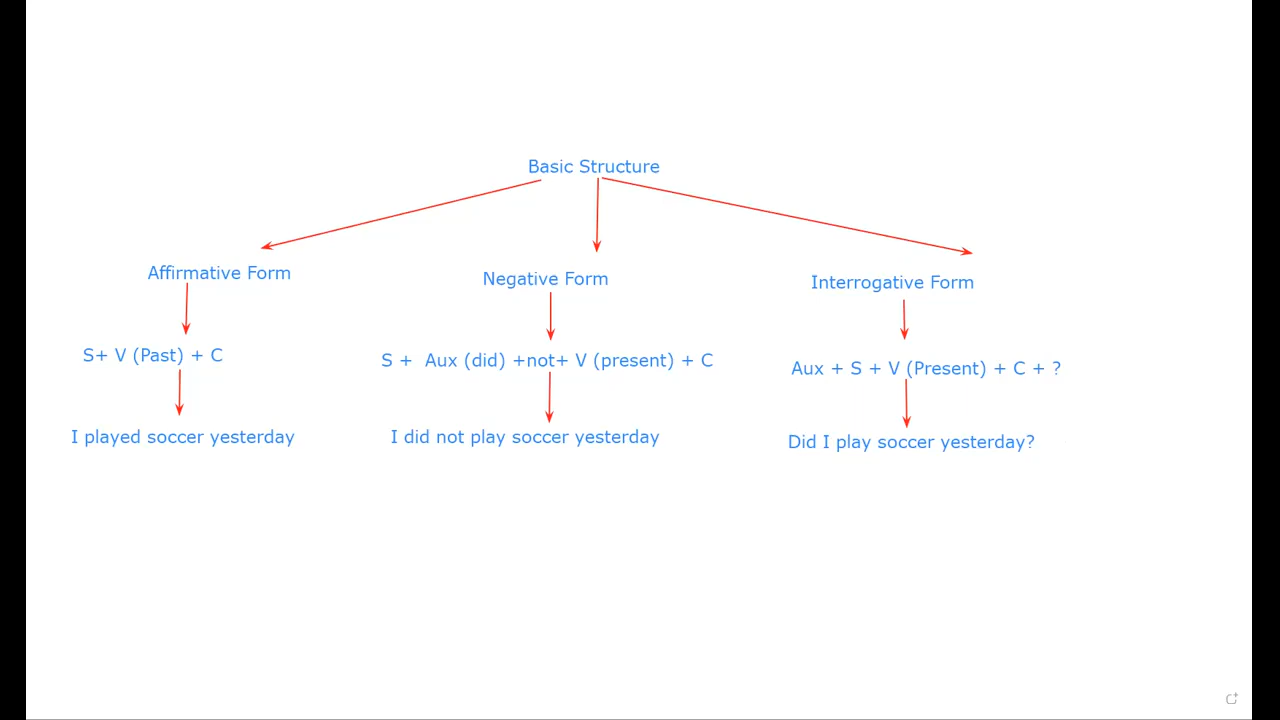 Basic Structure
Affirmative Form
Negative Form
Interrogative Form
S+ V (Past) + C
S +  Aux (did) +not+ V (present) + C
Aux + S + V (Present) + C + ?
I played soccer yesterday
I did not play soccer yesterday
Did I play soccer yesterday?